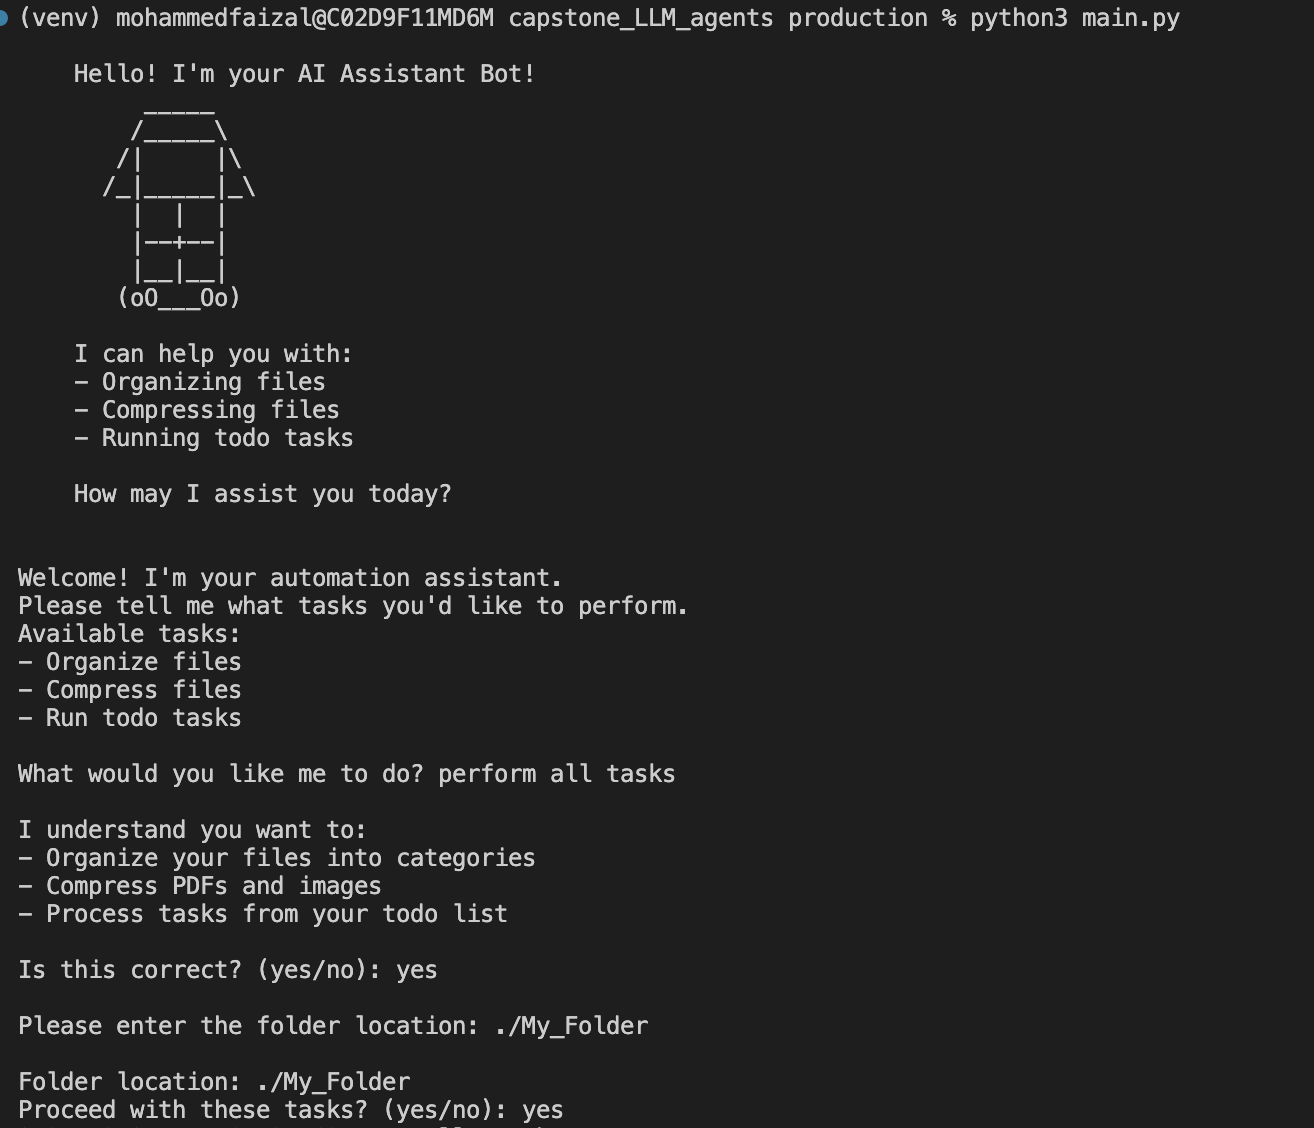 (venv) mohammedfaizal@C02D9F11MD6M capstone_LLM_agents production % python3 main.py
Hello! I'm your AI Assistant Bot!
      _____
     /_____\
    /|     |\
   /_|_____|_\
     |  |  |
     |--+--|
     |__|__|
    (oO___Oo)
I can help you with:
- Organizing files
- Compressing files
- Running todo tasks
How may I assist you today?
Welcome! I'm your automation assistant.
Please tell me what tasks you'd like to perform.
Available tasks:
- Organize files
- Compress files
- Run todo tasks
What would you like me to do? perform all tasks
I understand you want to:
- Organize your files into categories
- Compress PDFs and images
- Process tasks from your todo list
Is this correct? (yes/no): yes
Please enter the folder location: ./My_Folder
Folder location: ./My_Folder
Proceed with these tasks? (yes/no): yes